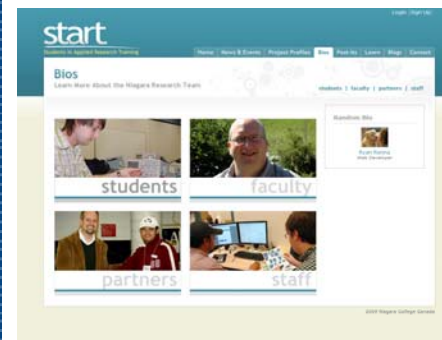 Login | Sign Up
start
Students in Applied Research Training
Home | News & Events | Project Profiles | Bios | Post-its | Learn | Blogs | Contact
Bios
Learn More About the Niagara Research Team
students | faculty | partners | staff
Random Bio
students
faculty
Web Developer
partners
staff
2009 Niagara College Canada